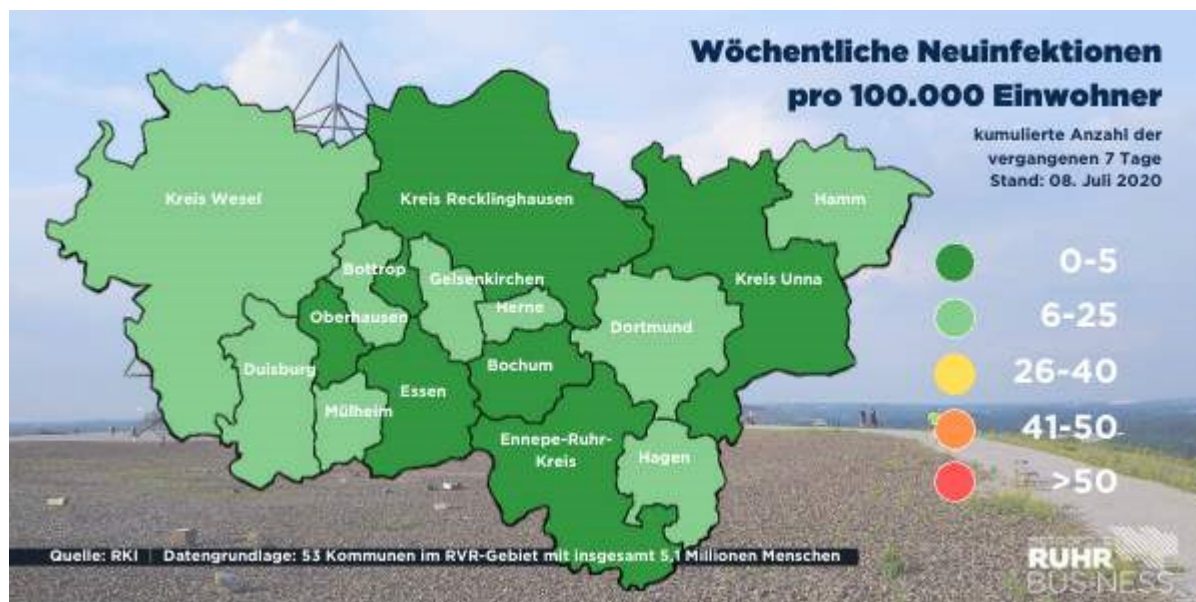 Wöchentliche Neuinfektionen
pro 100.000 Einwohner
kumulierte Anzahl der
vergangenen 7 Tage
Stand: 08. Juli 2020
Kreis Wesel
Kreis Recklinghausen
Hamm
Bottrop
Gelsenkirchen
Kreis Unna
Herne
Oberhausen
Dortmund
Duisburg
Bochum
Essen
Mülheim
Ennepe-Ruhr-
Kreis
Hagen
0-5
6-25
26-40
41-50
>50
Quelle: RKI | Datengrundlage: 53 Kommunen im RVR-Gebiet mit insgesamt 5,1 Millionen Menschen
RUHR
BUSINESS